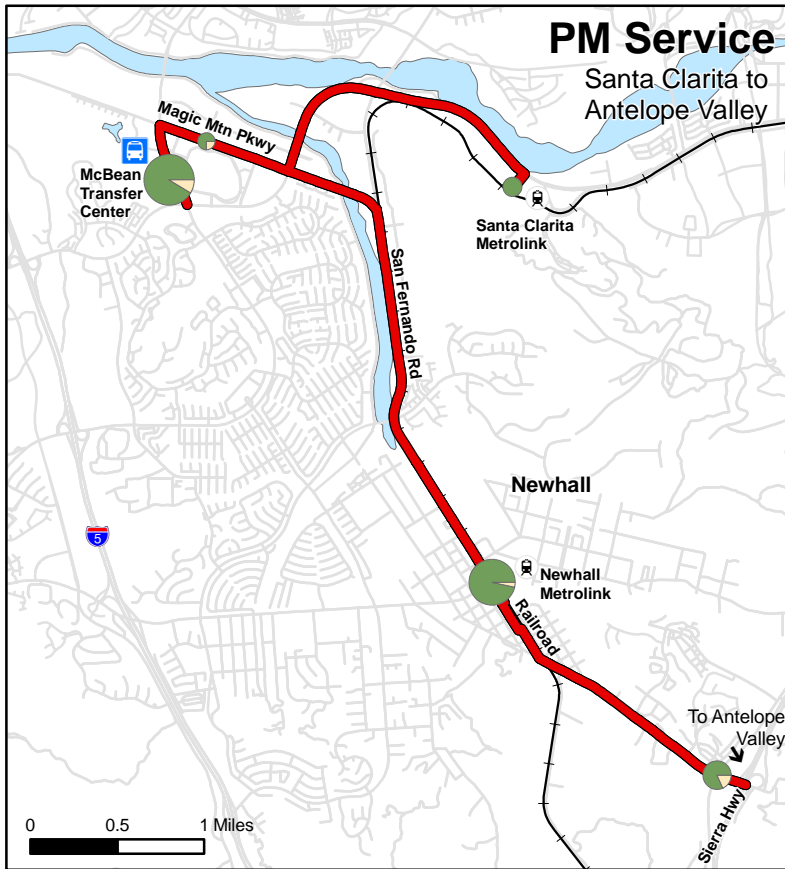 PM Service
Santa Clarita to
Antelope Valley
Magic Mtn Pkwy
McBean
Transfer
Center
Santa Clarita
Metrolink
San Fernando Rd
Newhall
5
Newhall
Metrolink
Railroad
To Antelope
Valley
Sierra Hwy
0 0.5 1 Miles